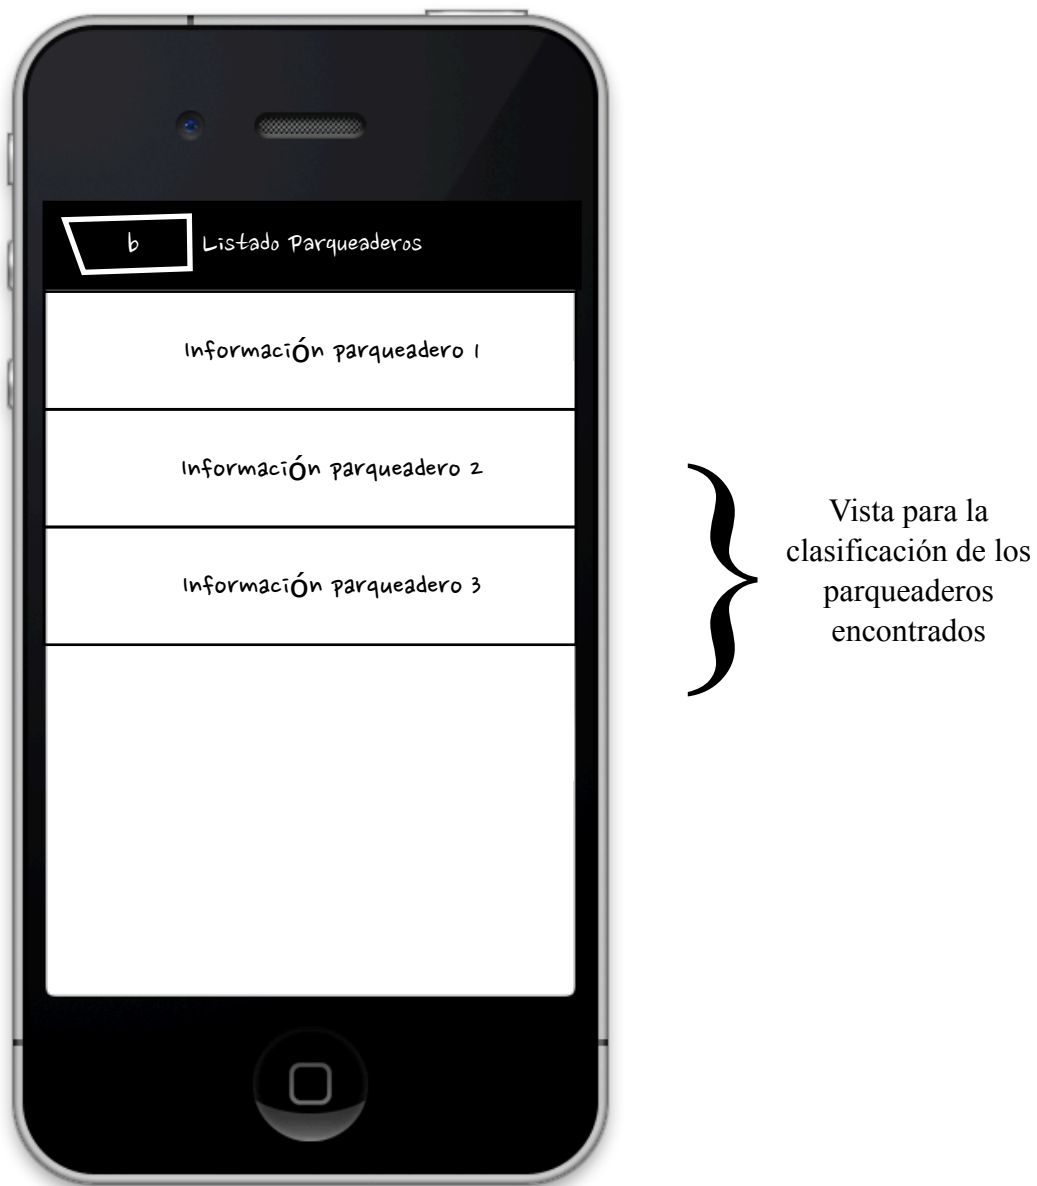 b
Listado Parqueaderos
Información parqueadero 1
Información parqueadero 2
Información parqueadero 3
Vista para la
clasificación de los
parqueaderos
encontrados